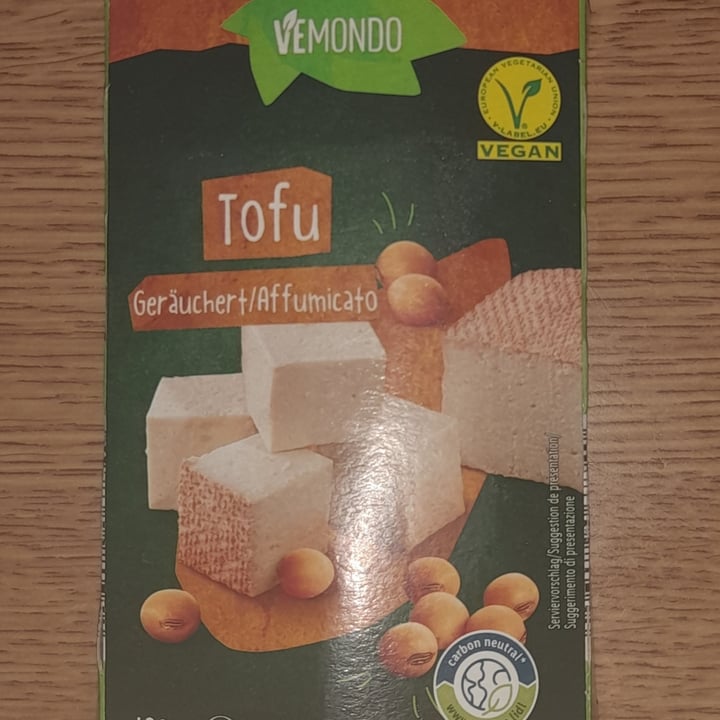 VEMONDO
EUROPEAN VEGETARIAN UNION
V-LABEL.EU
VEGAN
Tofu
Geräuchert/Affumicato
Serviervorschlag/Suggestion de présentation/
Suggerimento di presentazione
carbon neutral*